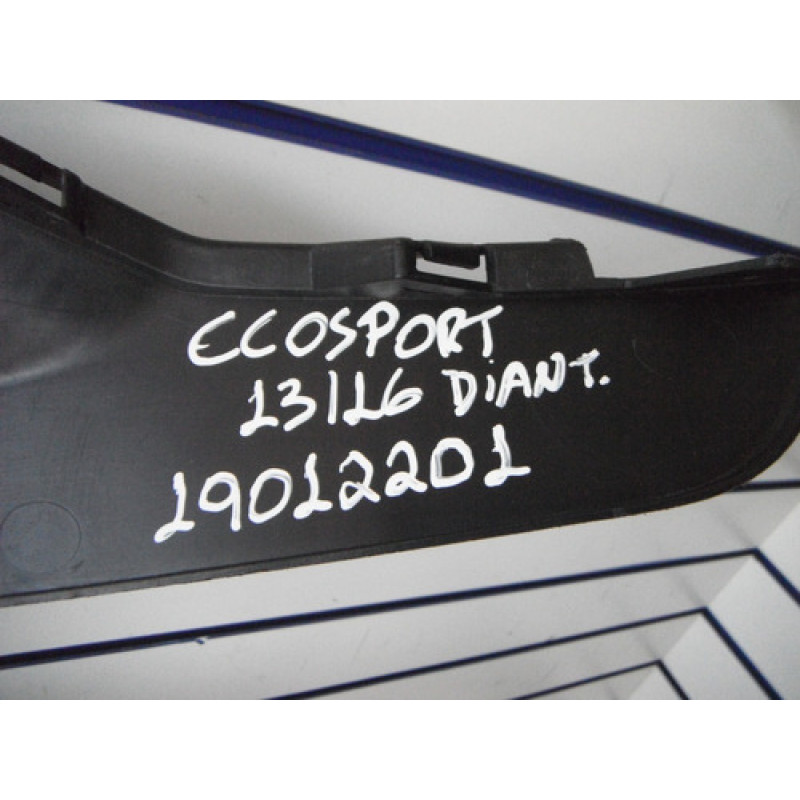 ECOSPORT
13/16 DiANT.
19012201